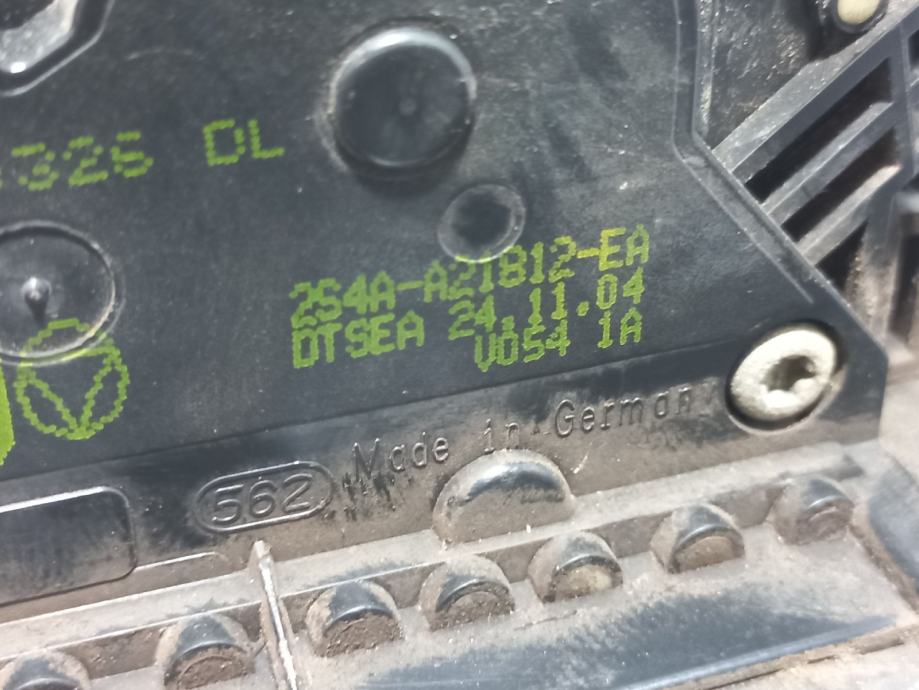 326 DL
2S4A-A21812-EA
DTSEA 24.11.04
V054 1A
Made in Germany
562